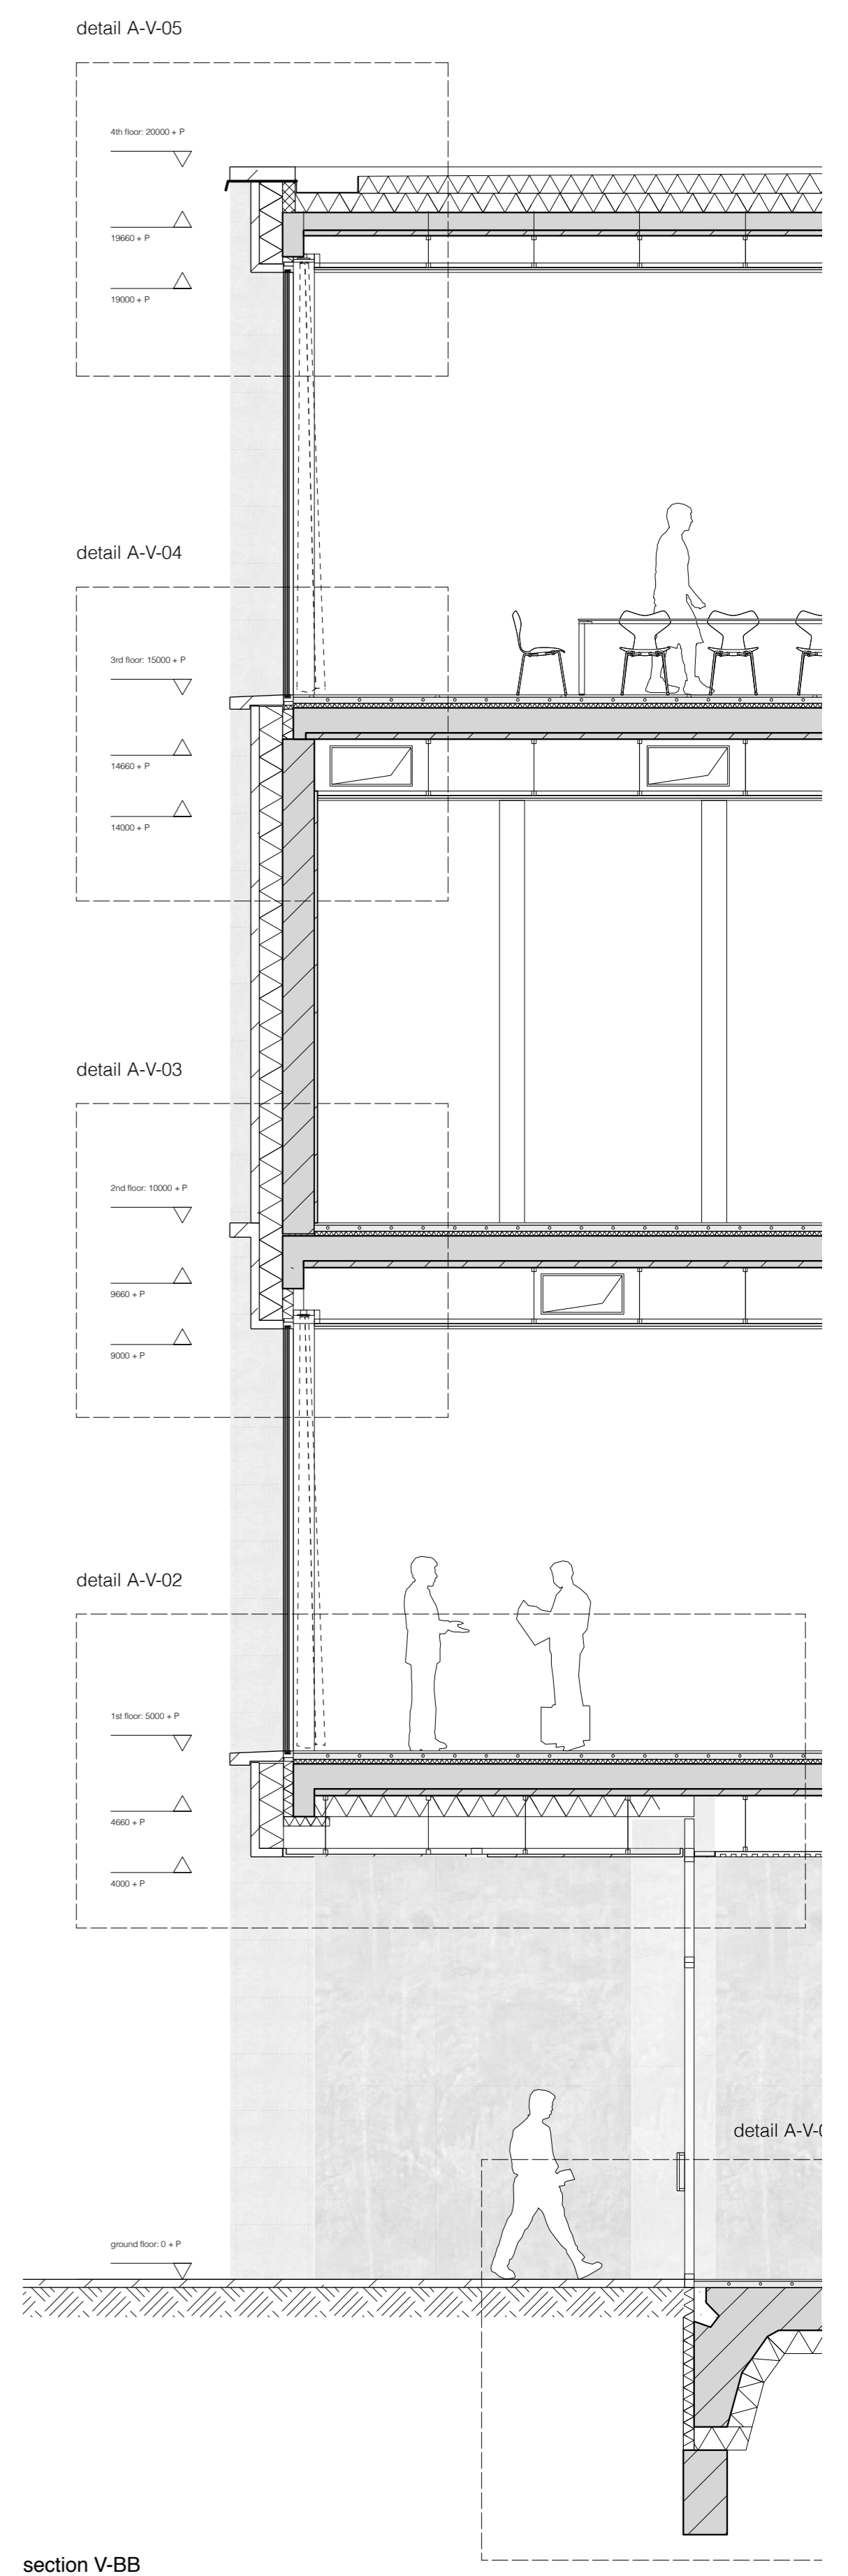 detail A-V-05
4th floor: 20000 + P
19660 + P
19000 + P
detail A-V-04
3rd floor: 15000 + P
14660 + P
14000 + P
detail A-V-03
2nd floor: 10000 + P
9660 + P
9000 + P
detail A-V-02
1st floor: 5000 + P
4660 + P
4000 + P
detail A-V-
ground floor: 0 + P
section V-BB